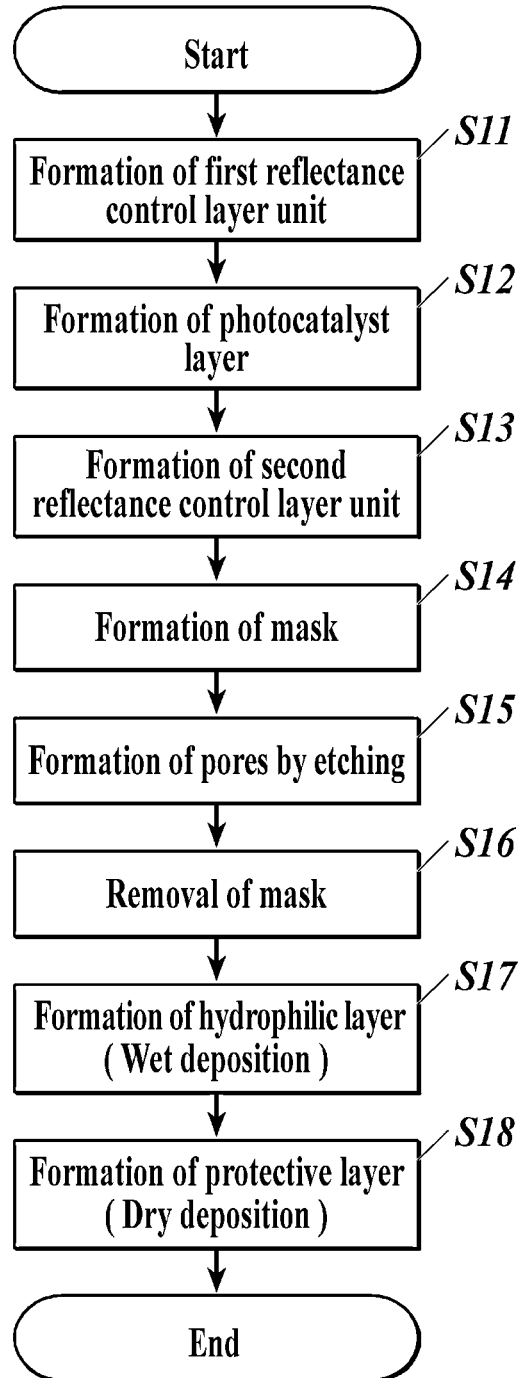 Start
S11
Formation of first reflectance
control layer unit
S12
Formation of photocatalyst
layer
S13
Formation of second
reflectance control layer unit
S14
Formation of mask
S15
Formation of pores by etching
S16
Removal of mask
S17
Formation of hydrophilic layer
( Wet deposition )
S18
Formation of protective layer
( Dry deposition )
End